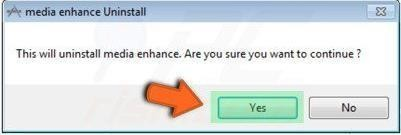 media enhance Uninstall
This will uninstall media enhance. Are you sure you want to continue ?
Yes
No